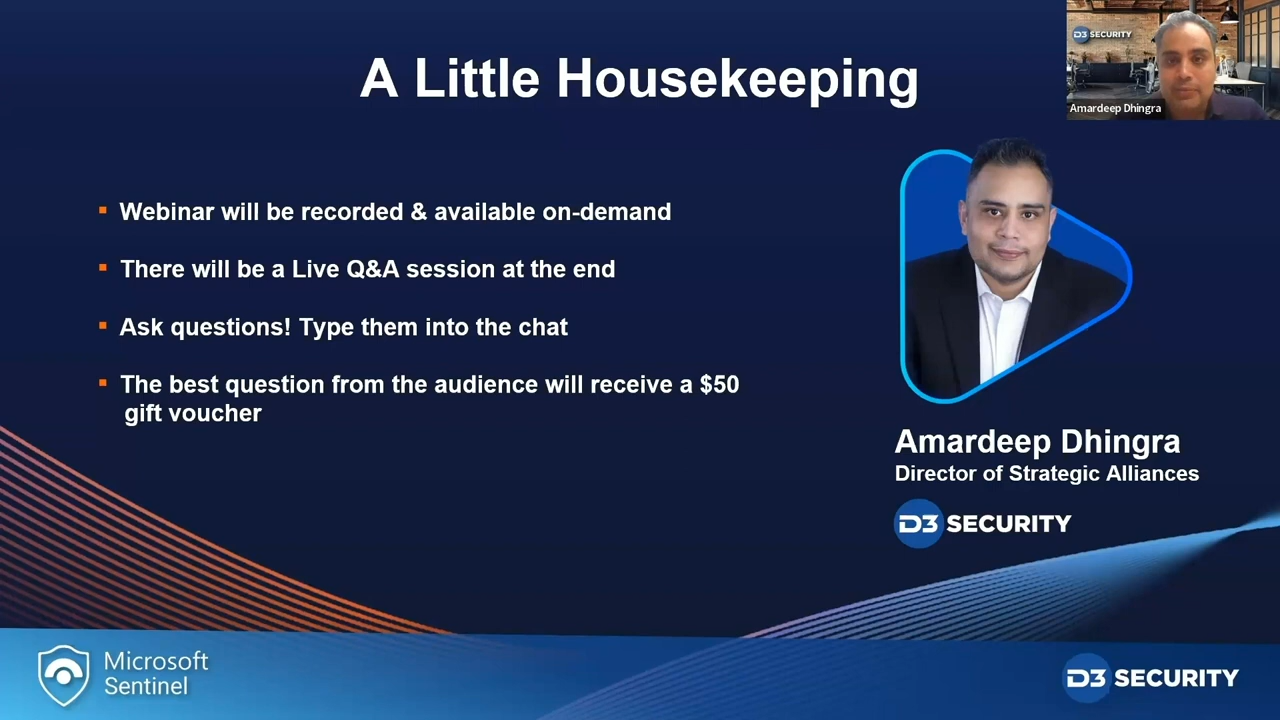 A Little Housekeeping
D3 SECURITY
Amardeep Dhingra
▪ Webinar will be recorded & available on-demand
▪ There will be a Live Q&A session at the end
▪ Ask questions! Type them into the chat
▪ The best question from the audience will receive a $50
gift voucher
Amardeep Dhingra
Director of Strategic Alliances
D3 SECURITY
Microsoft
Sentinel
D3 SECURITY